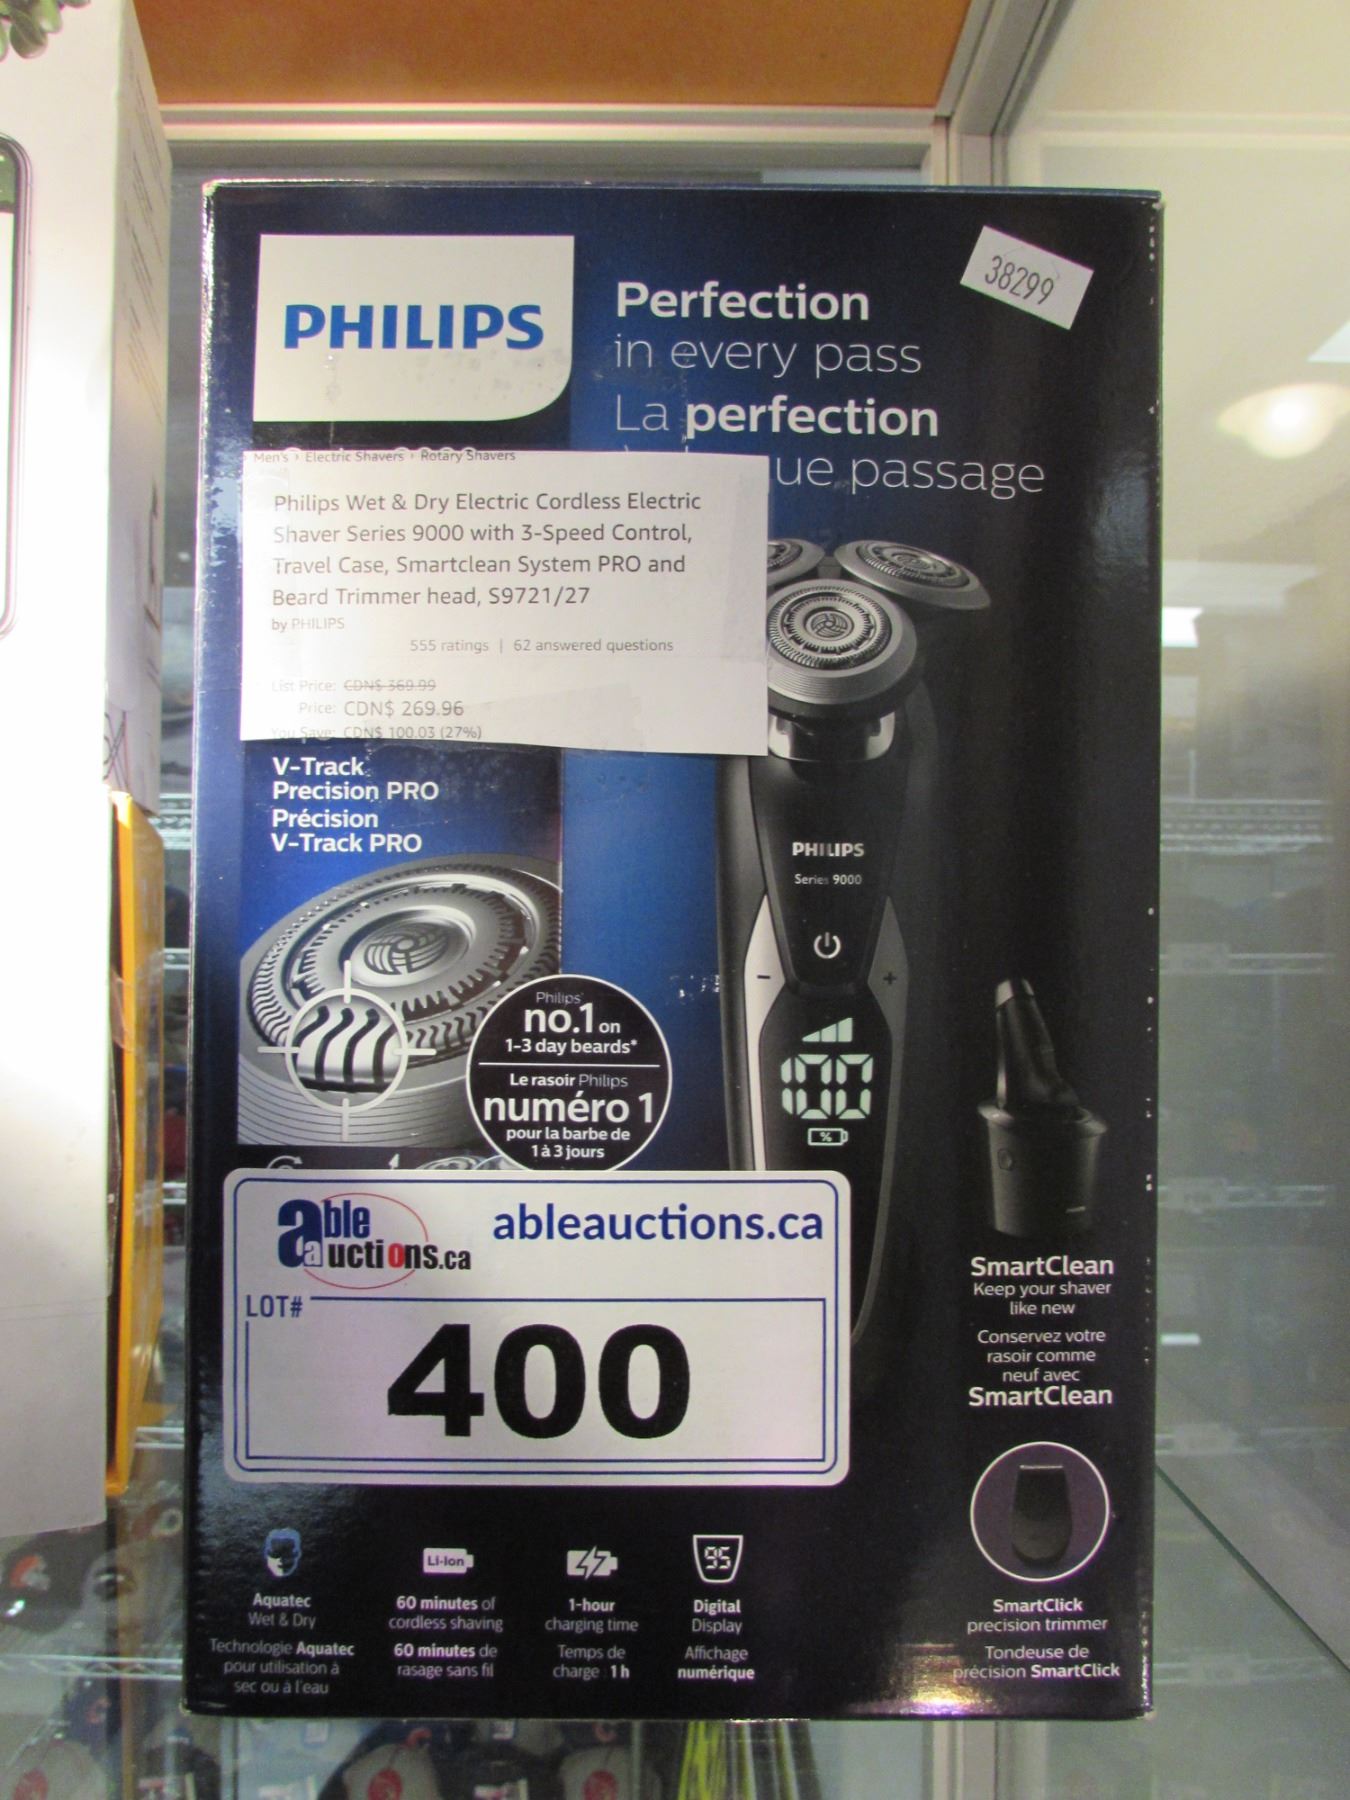 38299
PHILIPS
Perfection
in every pass
La perfection
ue passage
Men's › Electric Shavers › Rotary Shavers
Philips Wet & Dry Electric Cordless Electric
Shaver Series 9000 with 3-Speed Control,
Travel Case, Smartclean System PRO and
Beard Trimmer head, S9721/27
by PHILIPS
555 ratings | 62 answered questions
List Price: CDN$ 369.99
Price: CDN$ 269.96
You Save: CDN$ 100.03 (27%)
V-Track
Precision PRO
Précision
V-Track PRO
PHILIPS
Series 9000
- +
100
%
Philips'
no.1 on
1-3 day beards*
Le rasoir Philips
numéro 1
pour la barbe de
1 à 3 jours
able auctions.ca
ableauctions.ca
LOT#
400
SmartClean
Keep your shaver
like new
Conservez votre
rasoir comme
neuf avec
SmartClean
Aquatec
Wet & Dry
Technologie Aquatec
pour utilisation à
sec ou à l'eau
Li-Ion
60 minutes of
cordless shaving
60 minutes de
rasage sans fil
1-hour
charging time
Temps de
charge : 1 h
95
Digital
Display
Affichage
numérique
SmartClick
precision trimmer
Tondeuse de
précision SmartClick